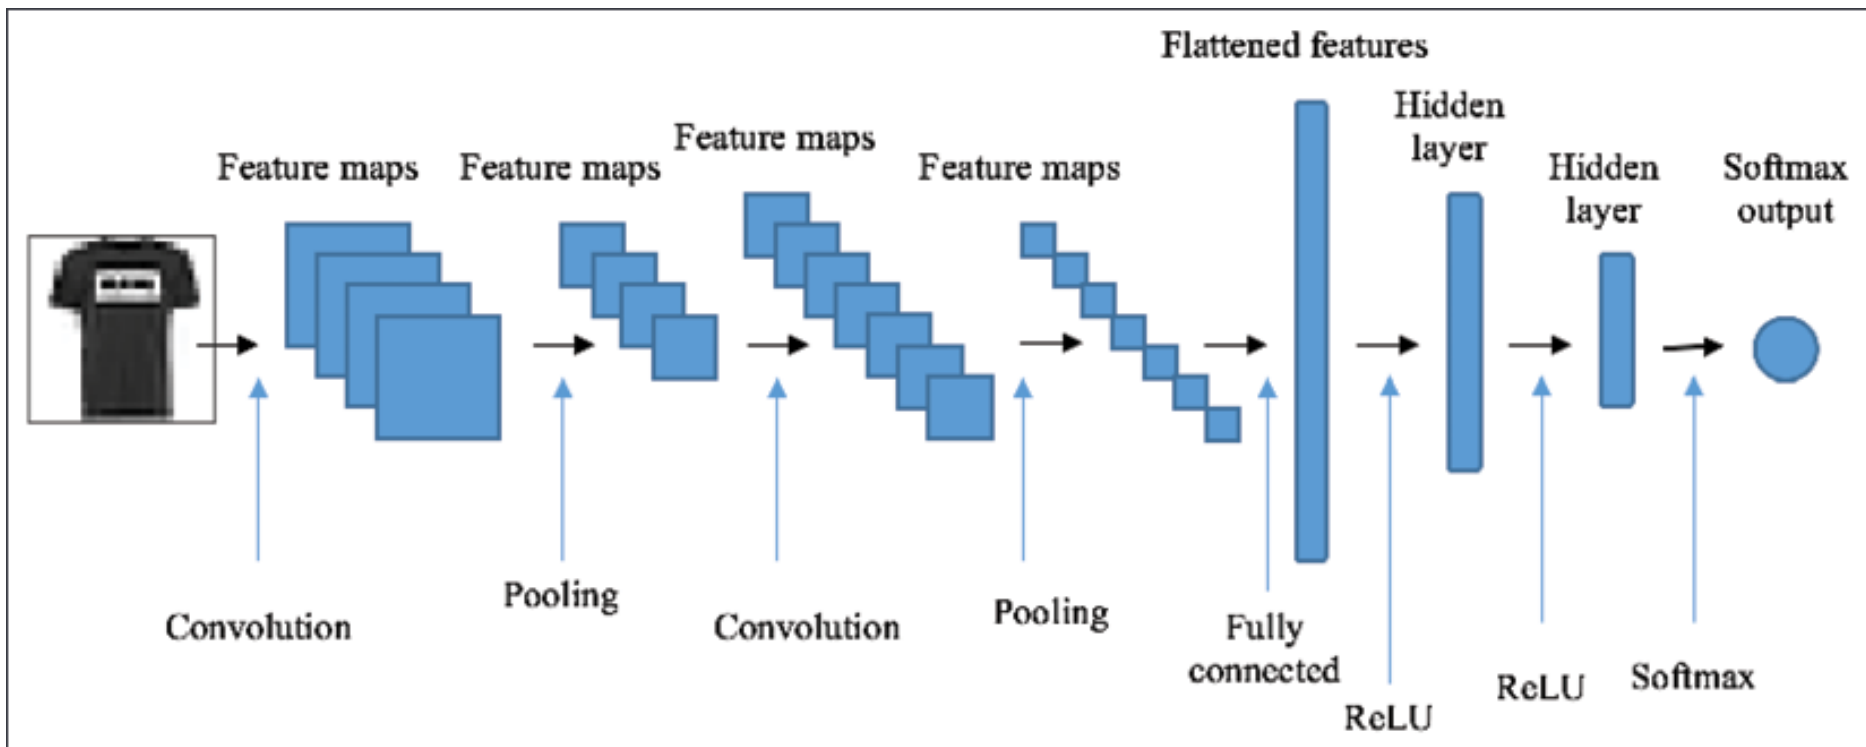 Flattened features
Hidden
layer
Feature maps
Feature maps
Feature maps
Feature maps
Hidden
layer
Softmax
output
Convolution
Pooling
Convolution
Pooling
Fully
connected
ReLU
ReLU
Softmax